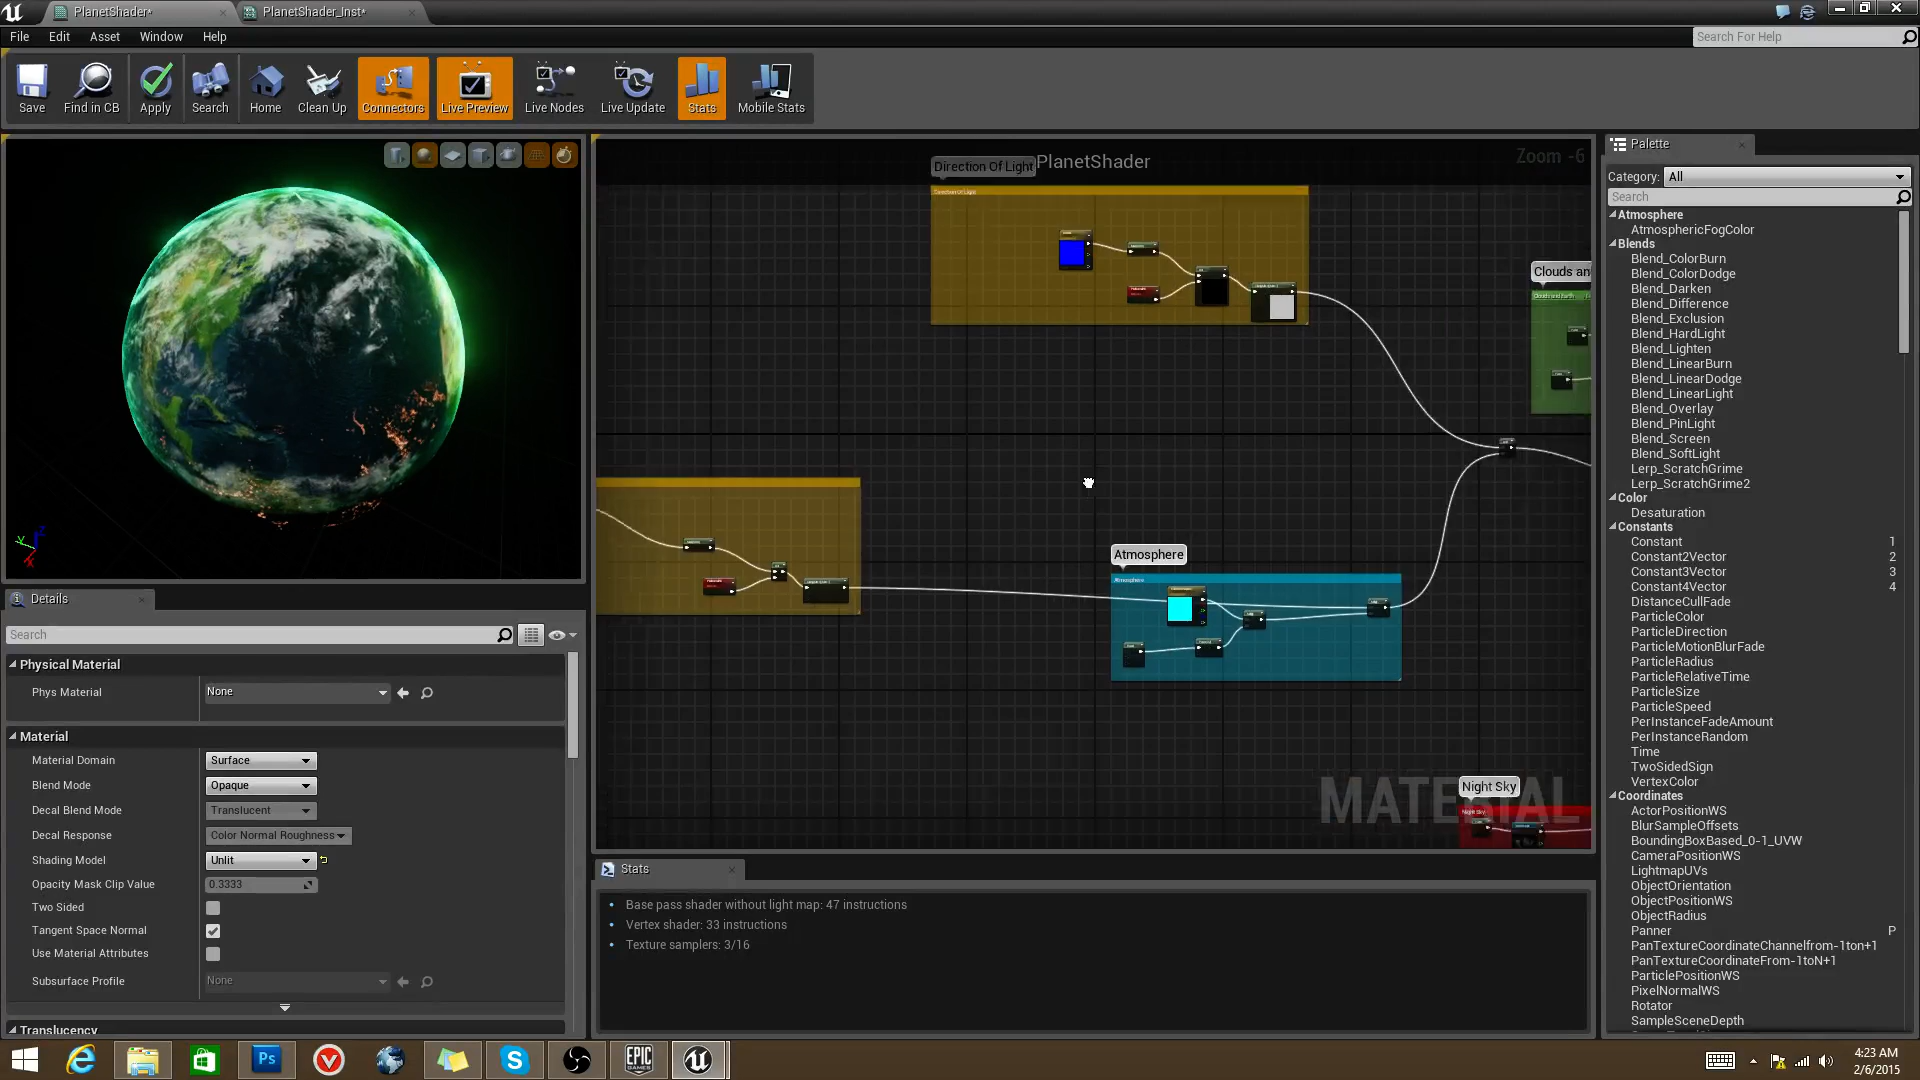 PlanetShader*
PlanetShader_Inst*
File Edit Asset Window Help
Search For Help
Save
Find in CB
Apply
Search
Home
Clean Up
Connectors
Live Preview
Live Nodes
Live Update
Stats
Mobile Stats
PlanetShader
Zoom -6
Direction Of Light
Direction Of Light
Clouds an
Atmosphere
Atmosphere
Night Sky
Night Sky
MATERIAL
Details
Search
Physical Material
Phys Material None
Material
Material Domain Surface
Blend Mode Opaque
Decal Blend Mode Translucent
Decal Response Color Normal Roughness
Shading Model Unlit
Opacity Mask Clip Value 0.3333
Two Sided
Tangent Space Normal
Use Material Attributes
Subsurface Profile None
Translucency
Stats
Base pass shader without light map: 47 instructions
Vertex shader: 33 instructions
Texture samplers: 3/16
Palette
Category: All
Search
Atmosphere
AtmosphericFogColor
Blends
Blend_ColorBurn
Blend_ColorDodge
Blend_Darken
Blend_Difference
Blend_Exclusion
Blend_HardLight
Blend_Lighten
Blend_LinearBurn
Blend_LinearDodge
Blend_LinearLight
Blend_Overlay
Blend_PinLight
Blend_Screen
Blend_SoftLight
Lerp_ScratchGrime
Lerp_ScratchGrime2
Color
Desaturation
Constants
Constant 1
Constant2Vector 2
Constant3Vector 3
Constant4Vector 4
DistanceCullFade
ParticleColor
ParticleDirection
ParticleMotionBlurFade
ParticleRadius
ParticleRelativeTime
ParticleSize
ParticleSpeed
PerInstanceFadeAmount
PerInstanceRandom
Time
TwoSidedSign
VertexColor
Coordinates
ActorPositionWS
BlurSampleOffsets
BoundingBoxBased_0-1_UVW
CameraPositionWS
LightmapUVs
ObjectOrientation
ObjectPositionWS
ObjectRadius
Panner P
PanTextureCoordinateChannelfrom-1ton+1
PanTextureCoordinateFrom-1toN+1
ParticlePositionWS
PixelNormalWS
Rotator
SampleSceneDepth
Ps
EPIC GAMES
4:23 AM
2/6/2015